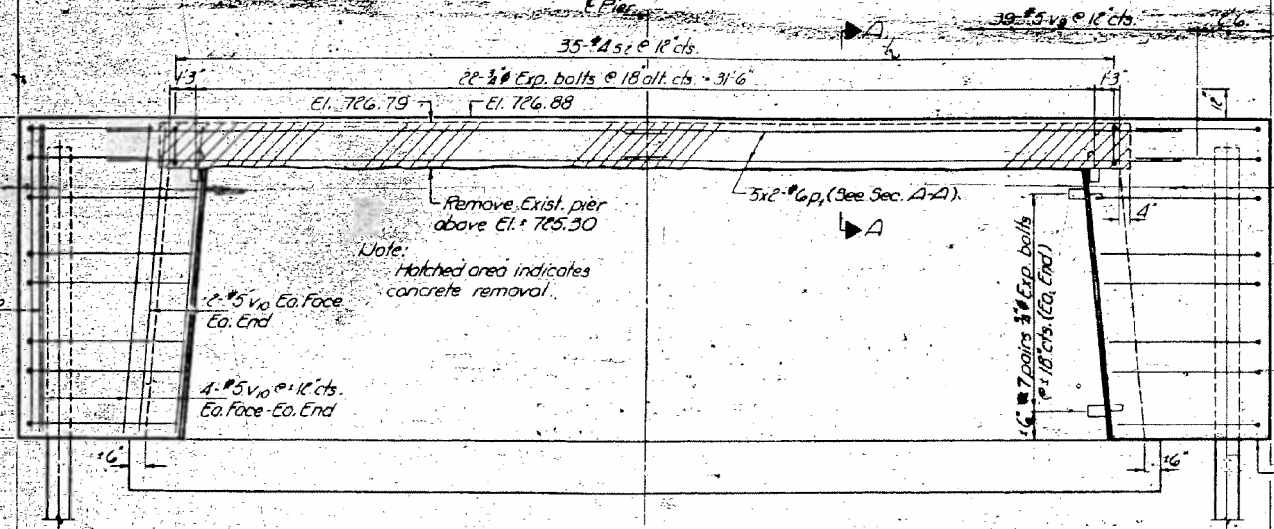 ℄ Pier
39-#5 v9 @ 12" cts.
A
35-#4 s2 @ 12" cts.
1'3"
22-¾"ø Exp. bolts @ 18" alt. cts. = 31'-6"
1'3"
El. 726.79
El. 726.88
12"
Remove Exist. pier
above El. ± 725.30
5x2-#6 p1 (See Sec. A-A).
A
4"
Note:
Hatched area indicates
concrete removal.
2-#5 v10 Ea. Face
Ea. End
4-#5 v10 @ ±12" cts.
Ea. Face-Ea. End
7 pairs ¾"ø Exp. bolts
@ ± 18" cts. (Ea. End)
±6"
±6"
±6"